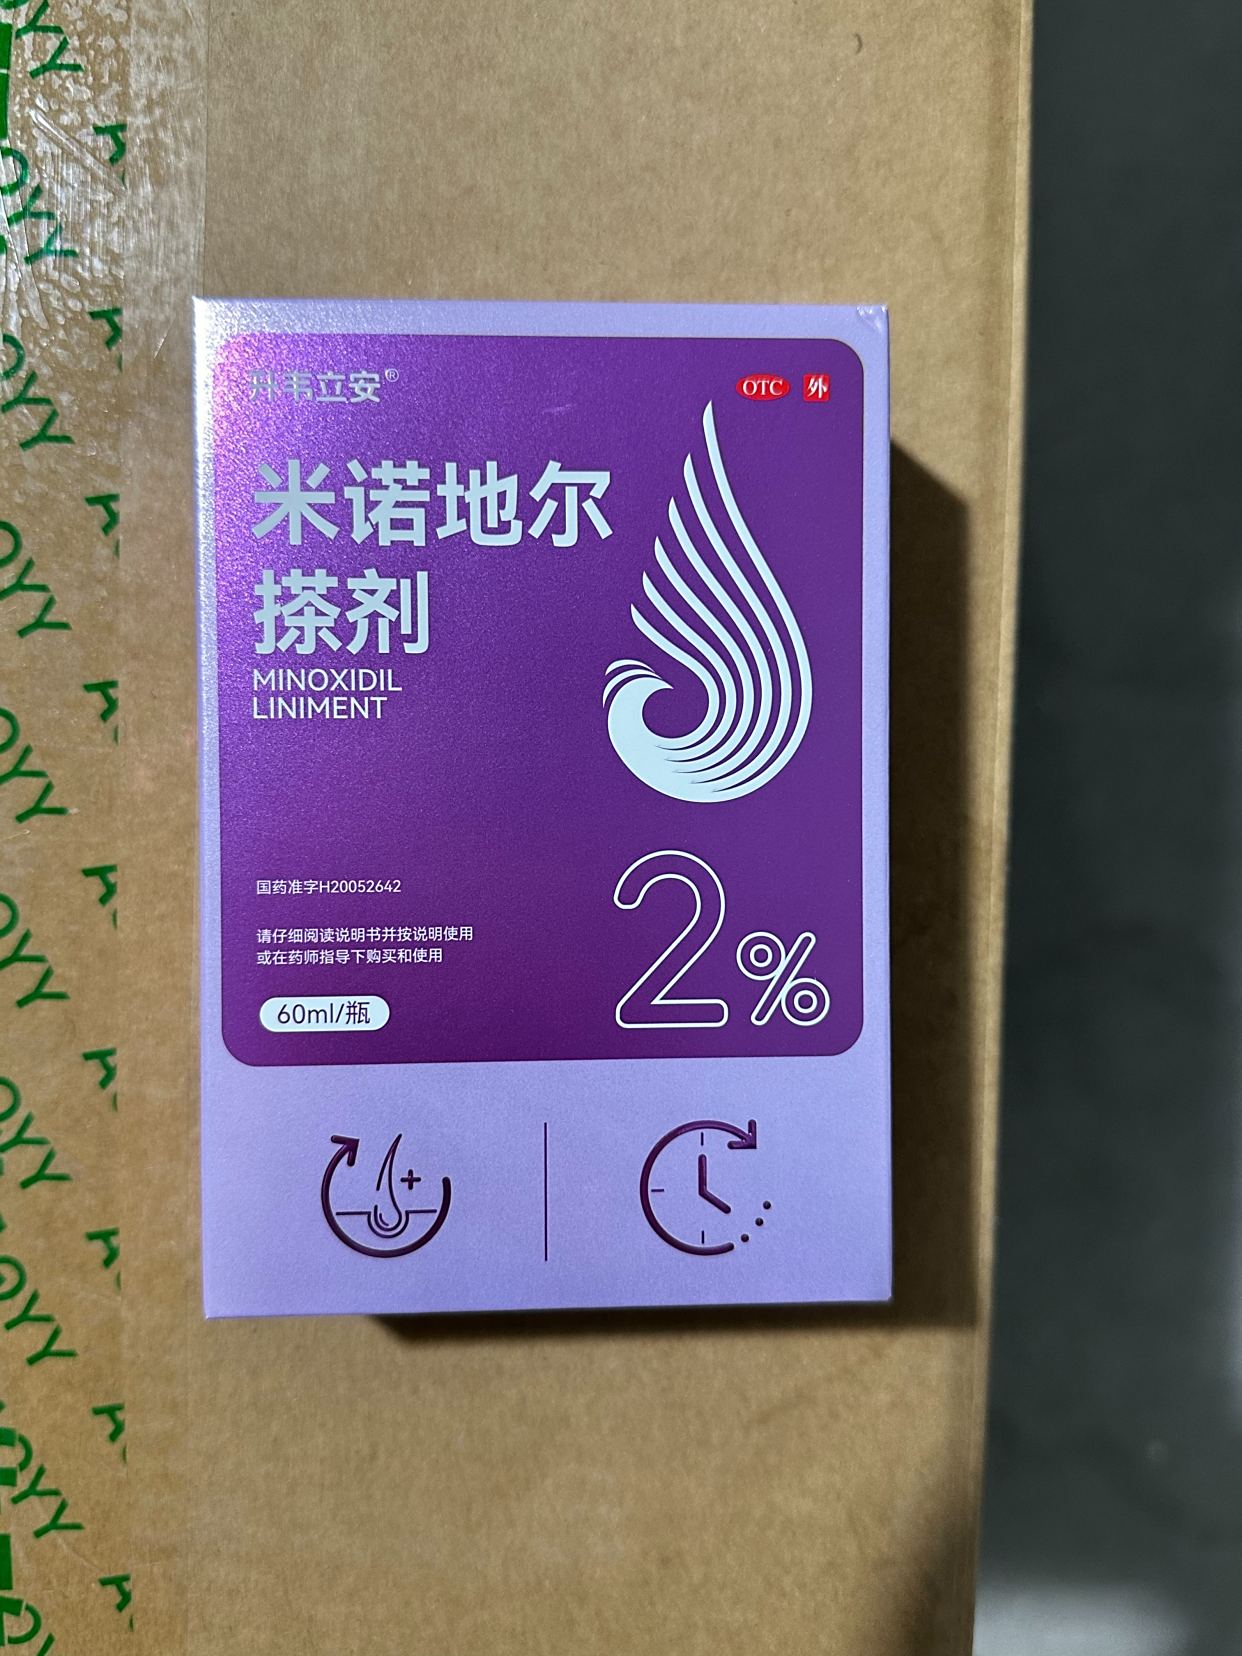 升韦立安®
OTC 外
米诺地尔
搽剂
MINOXIDIL
LINIMENT
国药准字H20052642
请仔细阅读说明书并按说明使用
或在药师指导下购买和使用
60ml/瓶
2%